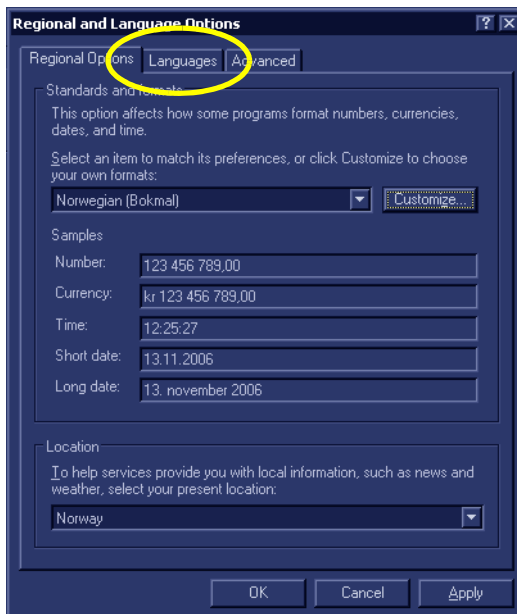 Regional and Language Options
Regional Options Languages Advanced
Standards and formats
This option affects how some programs format numbers, currencies,
dates, and time.
Select an item to match its preferences, or click Customize to choose
your own formats:
Norwegian (Bokmal) Customize...
Samples
Number: 123 456 789,00
Currency: kr 123 456 789,00
Time: 12:25:27
Short date: 13.11.2006
Long date: 13. november 2006
Location
To help services provide you with local information, such as news and
weather, select your present location:
Norway
OK Cancel Apply